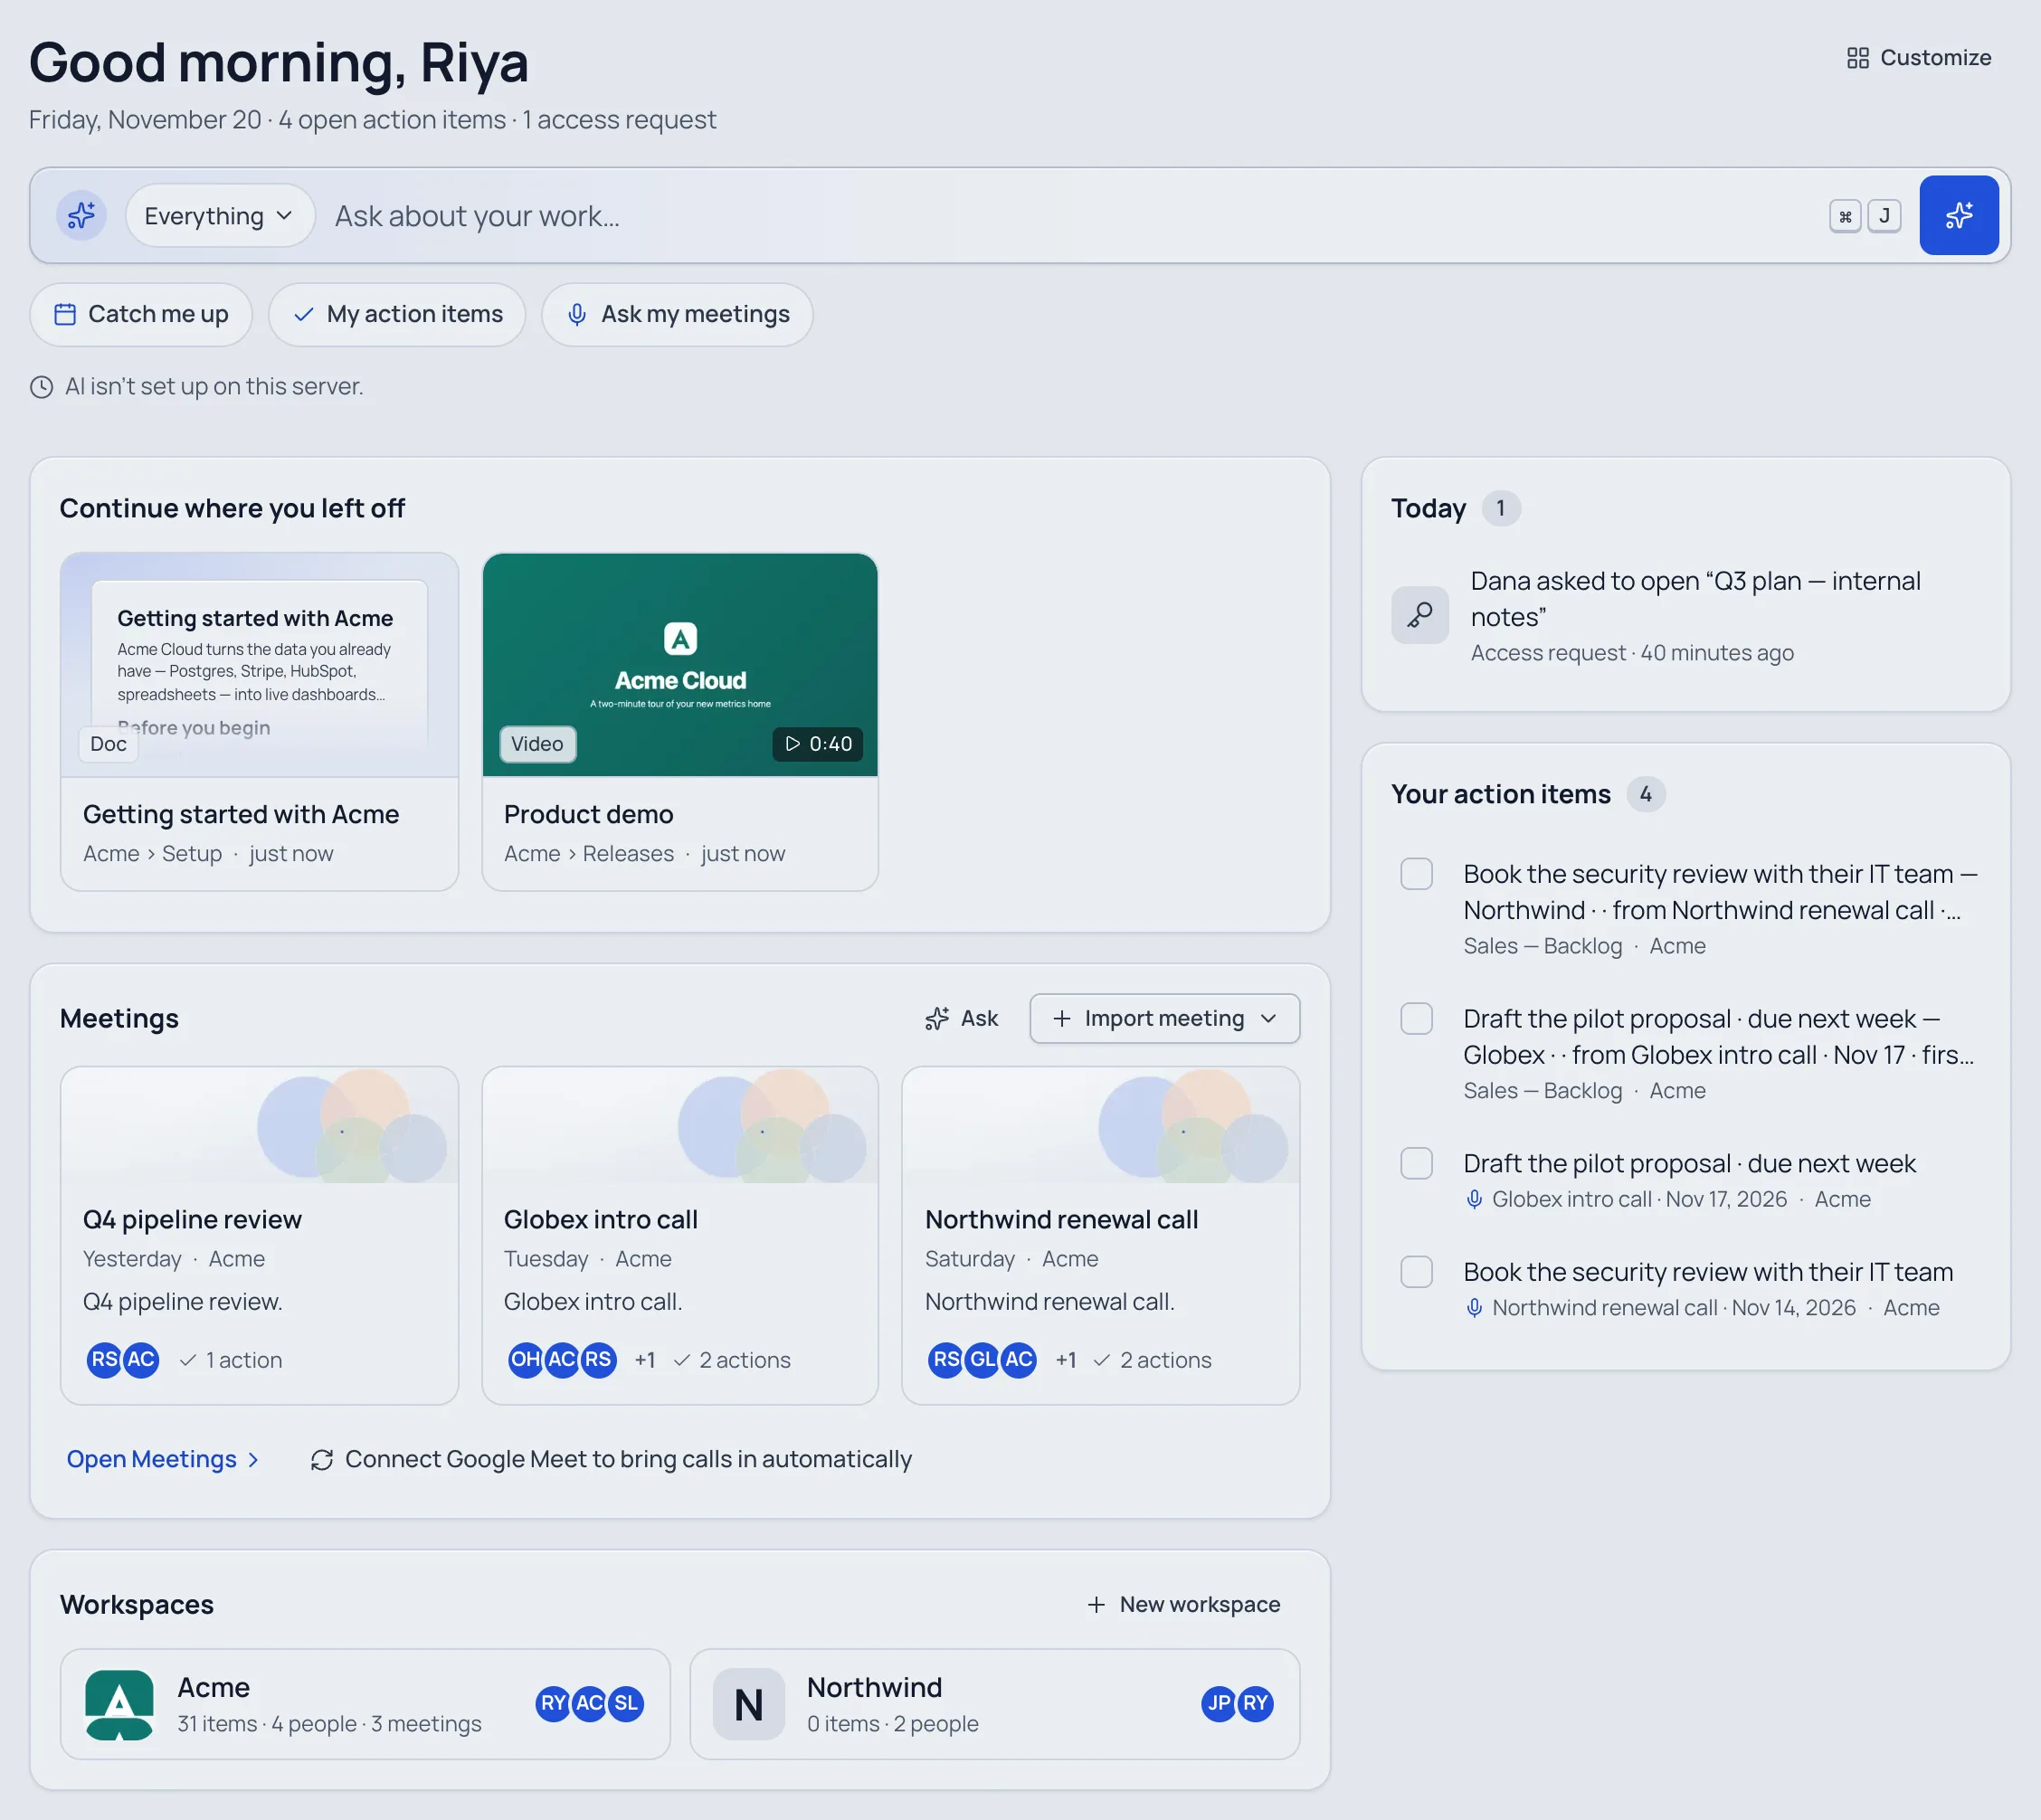 Good morning, Riya
Customize
Friday, November 20 · 4 open action items · 1 access request
Everything
Ask about your work...
⌘ J
Catch me up
My action items
Ask my meetings
AI isn't set up on this server.
Continue where you left off
Getting started with Acme
Acme Cloud turns the data you already
have — Postgres, Stripe, HubSpot,
spreadsheets — into live dashboards...
Before you begin
Doc
Getting started with Acme
Acme > Setup · just now
A
Acme Cloud
A two-minute tour of your new metrics home
Video
0:40
Product demo
Acme > Releases · just now
Today 1
Dana asked to open “Q3 plan — internal
notes”
Access request · 40 minutes ago
Your action items 4
Book the security review with their IT team —
Northwind · · from Northwind renewal call ·...
Sales — Backlog · Acme
Draft the pilot proposal · due next week —
Globex · · from Globex intro call · Nov 17 · firs...
Sales — Backlog · Acme
Draft the pilot proposal · due next week
Globex intro call · Nov 17, 2026 · Acme
Book the security review with their IT team
Northwind renewal call · Nov 14, 2026 · Acme
Meetings
Ask
Import meeting
Q4 pipeline review
Yesterday · Acme
Q4 pipeline review.
RS AC 1 action
Globex intro call
Tuesday · Acme
Globex intro call.
OH AC RS +1 2 actions
Northwind renewal call
Saturday · Acme
Northwind renewal call.
RS GL AC +1 2 actions
Open Meetings >
Connect Google Meet to bring calls in automatically
Workspaces
New workspace
A
Acme
31 items · 4 people · 3 meetings
RY AC SL
N
Northwind
0 items · 2 people
JP RY